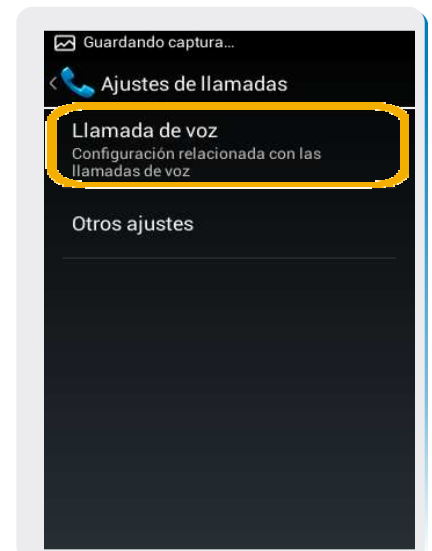 Guardando captura...
Ajustes de llamadas
Llamada de voz
Configuración relacionada con las
llamadas de voz
Otros ajustes